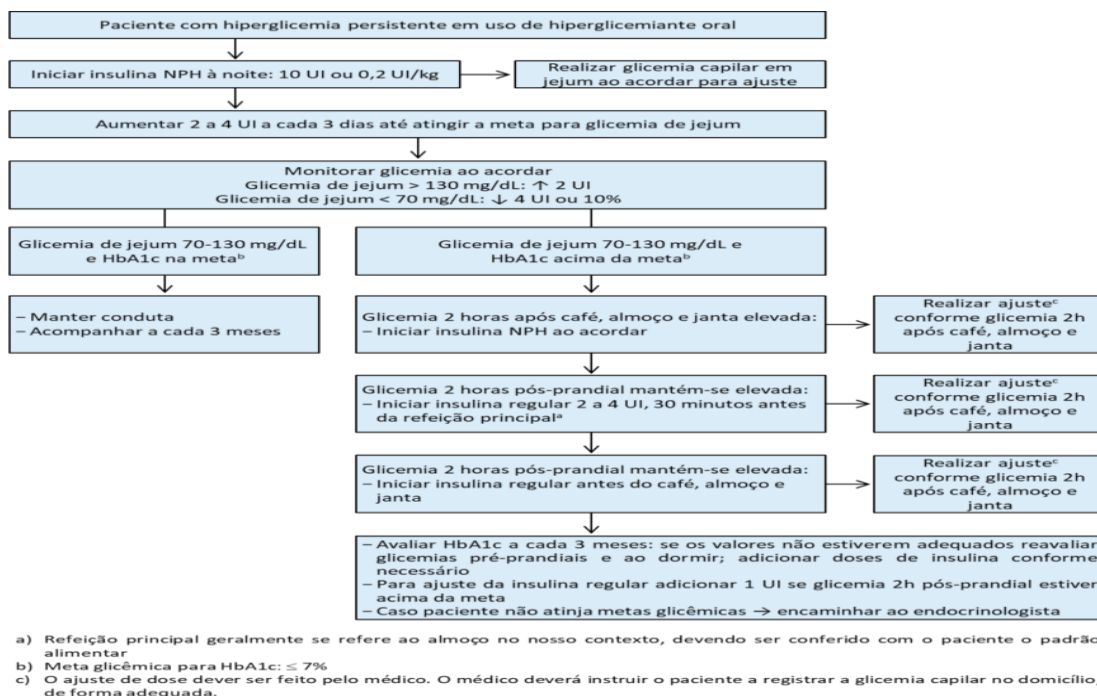 Paciente com hiperglicemia persistente em uso de hiperglicemiante oral
Iniciar insulina NPH à noite: 10 UI ou 0,2 UI/kg
Realizar glicemia capilar em
jejum ao acordar para ajuste
Aumentar 2 a 4 UI a cada 3 dias até atingir a meta para glicemia de jejum
Monitorar glicemia ao acordar
Glicemia de jejum > 130 mg/dL: ↑ 2 UI
Glicemia de jejum < 70 mg/dL: ↓ 4 UI ou 10%
Glicemia de jejum 70-130 mg/dL
e HbA1c na meta<sup>b</sup>
Glicemia de jejum 70-130 mg/dL e
HbA1c acima da meta<sup>b</sup>
– Manter conduta
– Acompanhar a cada 3 meses
Glicemia 2 horas após café, almoço e janta elevada:
– Iniciar insulina NPH ao acordar
Realizar ajuste<sup>c</sup>
conforme glicemia 2h
após café, almoço e
janta
Glicemia 2 horas pós-prandial mantém-se elevada:
– Iniciar insulina regular 2 a 4 UI, 30 minutos antes
da refeição principal<sup>a</sup>
Realizar ajuste<sup>c</sup>
conforme glicemia 2h
após café, almoço e
janta
Glicemia 2 horas pós-prandial mantém-se elevada:
– Iniciar insulina regular antes do café, almoço e
janta
Realizar ajuste<sup>c</sup>
conforme glicemia 2h
após café, almoço e
janta
– Avaliar HbA1c a cada 3 meses: se os valores não estiverem adequados reavaliar
glicemias pré-prandiais e ao dormir; adicionar doses de insulina conforme
necessário
– Para ajuste da insulina regular adicionar 1 UI se glicemia 2h pós-prandial estiver
acima da meta
– Caso paciente não atinja metas glicêmicas → encaminhar ao endocrinologista
a) Refeição principal geralmente se refere ao almoço no nosso contexto, devendo ser conferido com o paciente o padrão
alimentar
b) Meta glicêmica para HbA1c: ≤ 7%
c) O ajuste de dose dever ser feito pelo médico. O médico deverá instruir o paciente a registrar a glicemia capilar no domicílio,
de forma adequada.